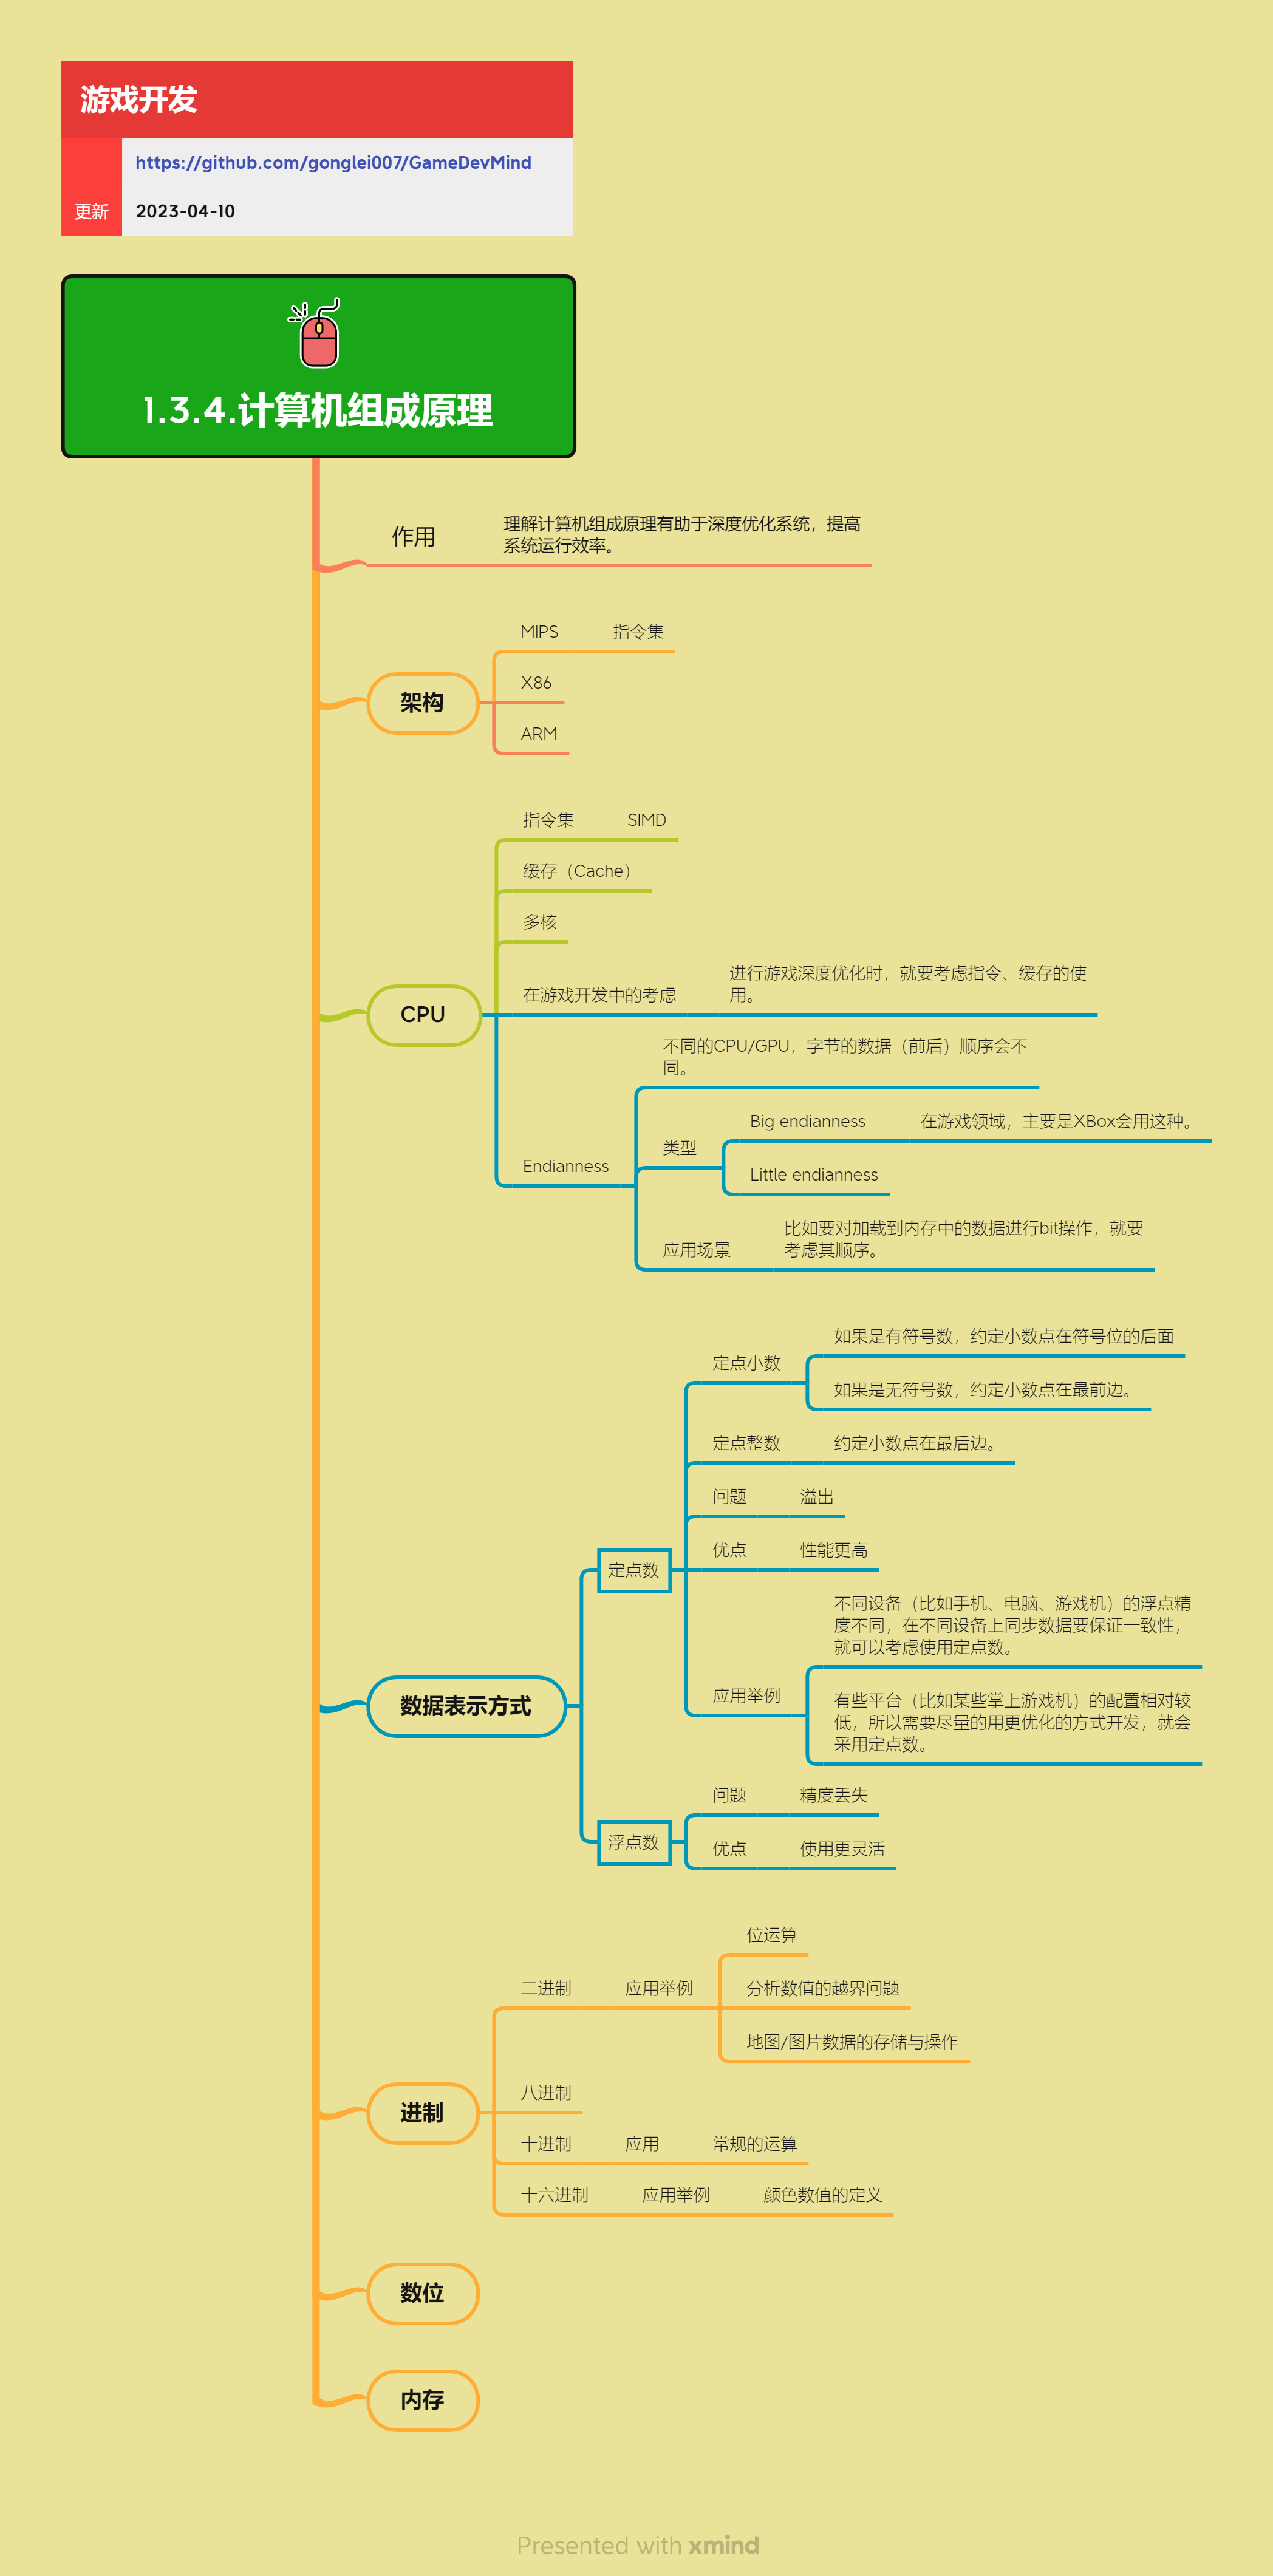 游戏开发
https://github.com/gonglei007/GameDevMind
更新
2023-04-10
1.3.4.计算机组成原理
作用
理解计算机组成原理有助于深度优化系统，提高
系统运行效率。
架构
MIPS
指令集
X86
ARM
CPU
指令集
SIMD
缓存（Cache）
多核
在游戏开发中的考虑
进行游戏深度优化时，就要考虑指令、缓存的使
用。
Endianness
不同的CPU/GPU，字节的数据（前后）顺序会不
同。
类型
Big endianness
在游戏领域，主要是XBox会用这种。
Little endianness
应用场景
比如要对加载到内存中的数据进行bit操作，就要
考虑其顺序。
数据表示方式
定点数
定点小数
如果是有符号数，约定小数点在符号位的后面
如果是无符号数，约定小数点在最前边。
定点整数
约定小数点在最后边。
问题
溢出
优点
性能更高
应用举例
不同设备（比如手机、电脑、游戏机）的浮点精
度不同，在不同设备上同步数据要保证一致性，
就可以考虑使用定点数。
有些平台（比如某些掌上游戏机）的配置相对较
低，所以需要尽量的用更优化的方式开发，就会
采用定点数。
浮点数
问题
精度丢失
优点
使用更灵活
进制
二进制
应用举例
位运算
分析数值的越界问题
地图/图片数据的存储与操作
八进制
十进制
应用
常规的运算
十六进制
应用举例
颜色数值的定义
数位
内存
Presented with xmind